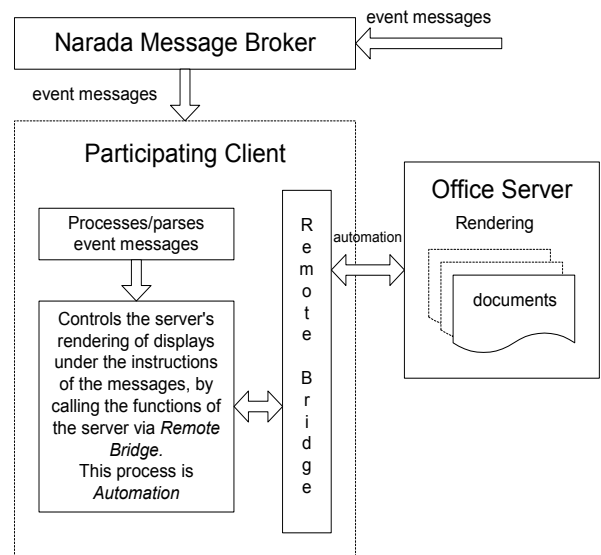 event messages
Narada Message Broker
event messages
Participating Client
Processes/parses
event messages
Controls the server's
rendering of displays
under the instructions
of the messages, by
calling the functions of
the server via Remote
Bridge.
This process is
Automation
Remote Bridge
automation
Office Server
Rendering
documents